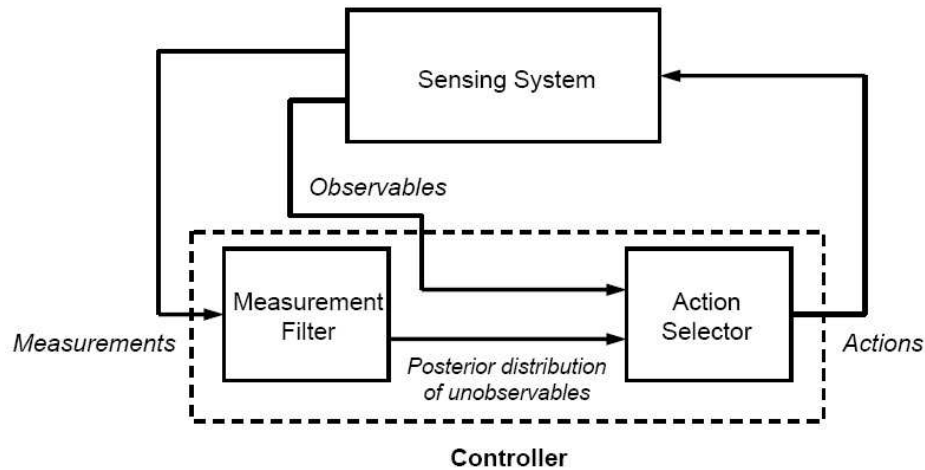 Sensing System
Observables
Measurement
Filter
Action
Selector
Measurements
Actions
Posterior distribution
of unobservables
Controller